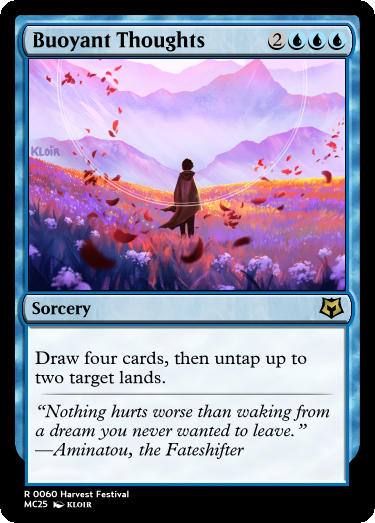 Buoyant Thoughts 2
KLOIR
Sorcery
Draw four cards, then untap up to
two target lands.
“Nothing hurts worse than waking from
a dream you never wanted to leave.”
—Aminatou, the Fateshifter
R 0060 Harvest Festival
MC25 KLOIR